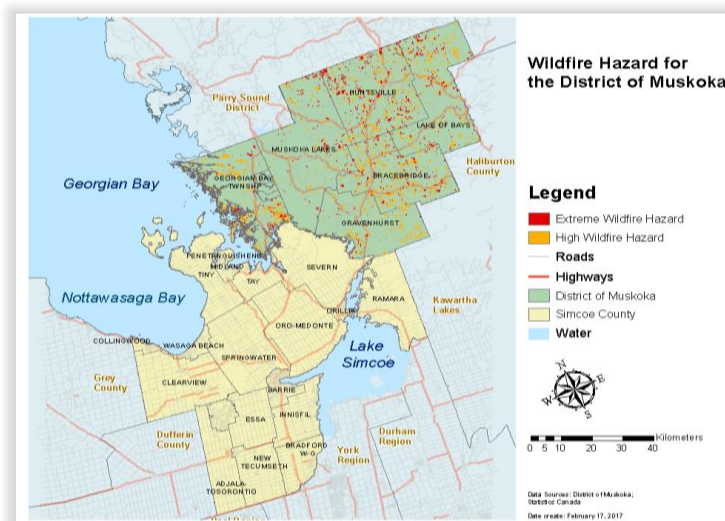 Wildfire Hazard for
the District of Muskoka
Parry Sound
District
HUNTSVILLE
LAKE OF BAYS
MUSKOKA LAKES
Haliburton
County
Georgian Bay
GEORGIAN BAY
TWNSHP
BRACEBRIDGE
GRAVENHURST
PENETANGUISHENE
MIDLAND
TINY
TAY
SEVERN
Nottawasaga Bay
RAMARA
Kawartha
Lakes
ORILLIA
ORO-MEDONTE
COLLINGWOOD
WASAGA BEACH
Lake
Simcoe
SPRINGWATER
Grey
County
CLEARVIEW
BARRIE
ESSA
INNISFIL
Dufferin
County
Durham
Region
York
Region
BRADFORD
W-G
NEW
TECUMSETH
ADJALA-
TOSORONTIO
Legend
Extreme Wildfire Hazard
High Wildfire Hazard
Roads
Highways
District of Muskoka
Simcoe County
Water
N
W
E
S
Kilometers
0 5 10 20 30 40
Data Sources: District of Muskoka;
Statistics Canada
Date create: February 17, 2017